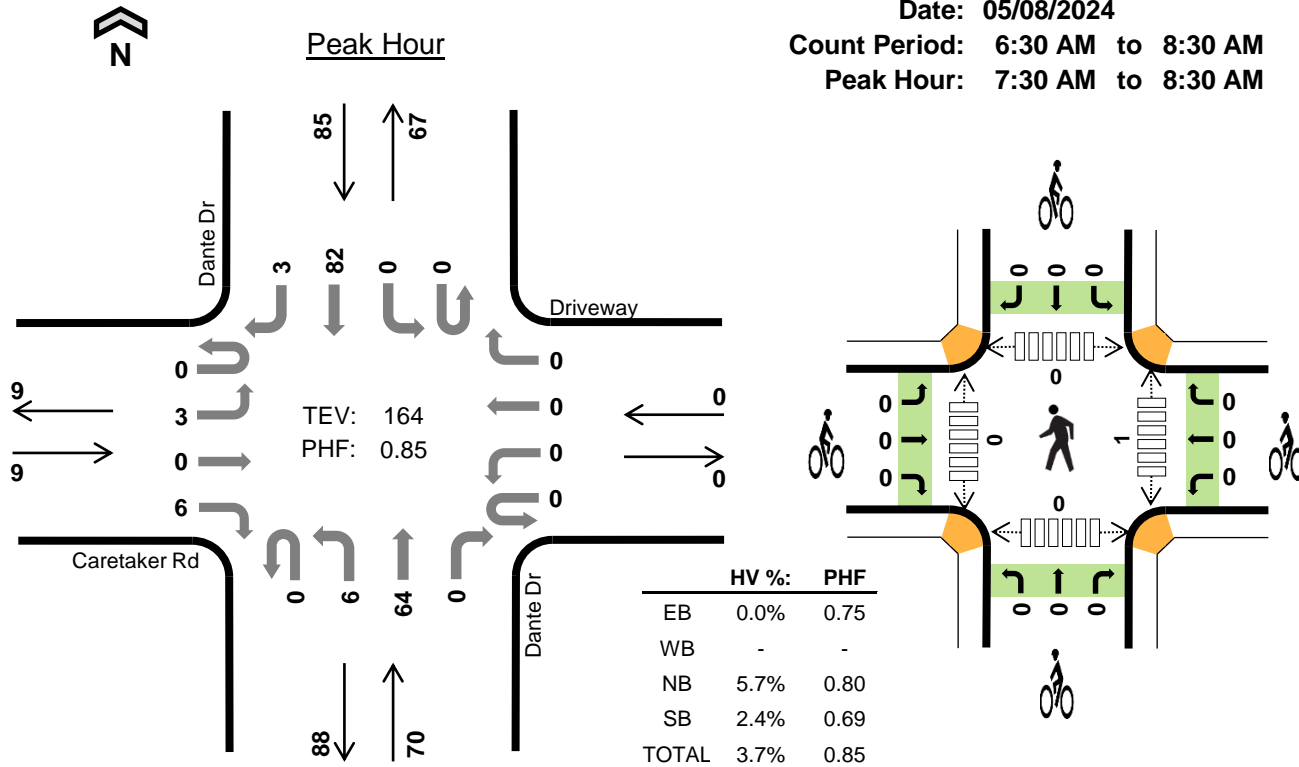 Date: 05/08/2024
Count Period: 6:30 AM to 8:30 AM
Peak Hour: 7:30 AM to 8:30 AM
N
Peak Hour
85
67
Dante Dr
3
82
0
0
Driveway
0
3
0
6
9
9
TEV: 164
PHF: 0.85
0
0
0
0
0
0
Caretaker Rd
0
6
64
0
Dante Dr
88
70
HV %: PHF
EB 0.0% 0.75
WB - -
NB 5.7% 0.80
SB 2.4% 0.69
TOTAL 3.7% 0.85
0 0 0
0
0
0
0
0
1
0
0
0
0
0 0 0